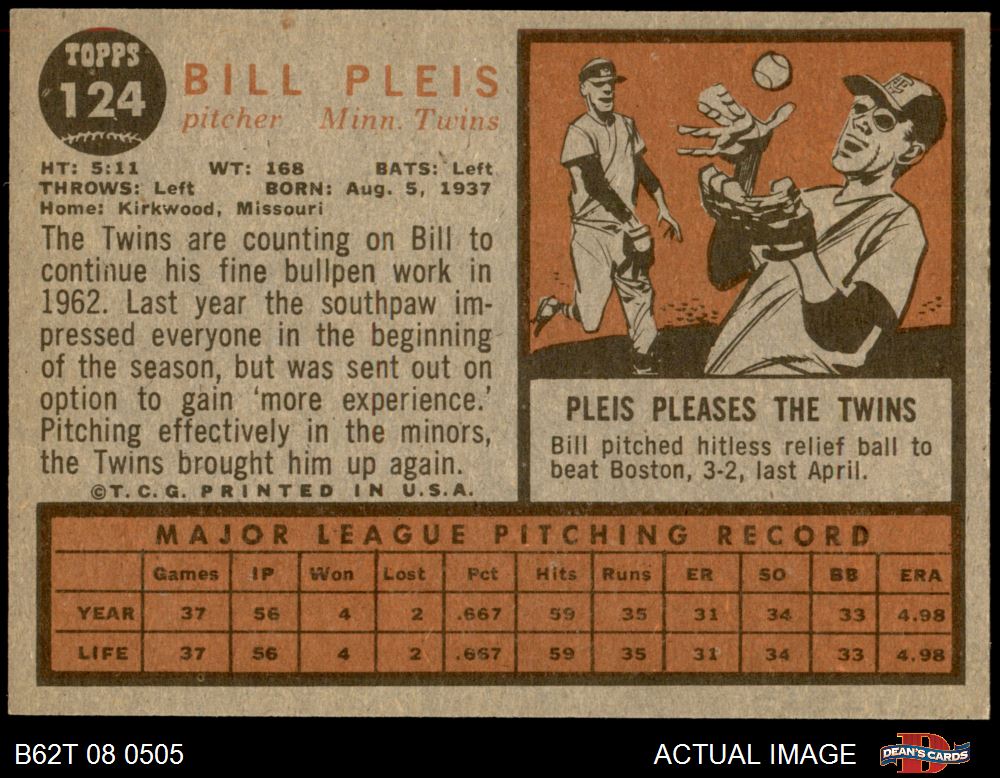 TOPPS
124
BILL PLEIS
pitcher Minn. Twins
HT: 5:11 WT: 168 BATS: Left
THROWS: Left BORN: Aug. 5, 1937
Home: Kirkwood, Missouri
The Twins are counting on Bill to
continue his fine bullpen work in
1962. Last year the southpaw im-
pressed everyone in the beginning
of the season, but was sent out on
option to gain 'more experience.'
Pitching effectively in the minors,
the Twins brought him up again.
©T.C.G. PRINTED IN U.S.A.
PLEIS PLEASES THE TWINS
Bill pitched hitless relief ball to
beat Boston, 3-2, last April.
MAJOR LEAGUE PITCHING RECORD
Games IP Won Lost Pct Hits Runs ER SO BB ERA
YEAR 37 56 4 2 .667 59 35 31 34 33 4.98
LIFE 37 56 4 2 .667 59 35 31 34 33 4.98
B62T 08 0505 ACTUAL IMAGE DEAN'S CARDS